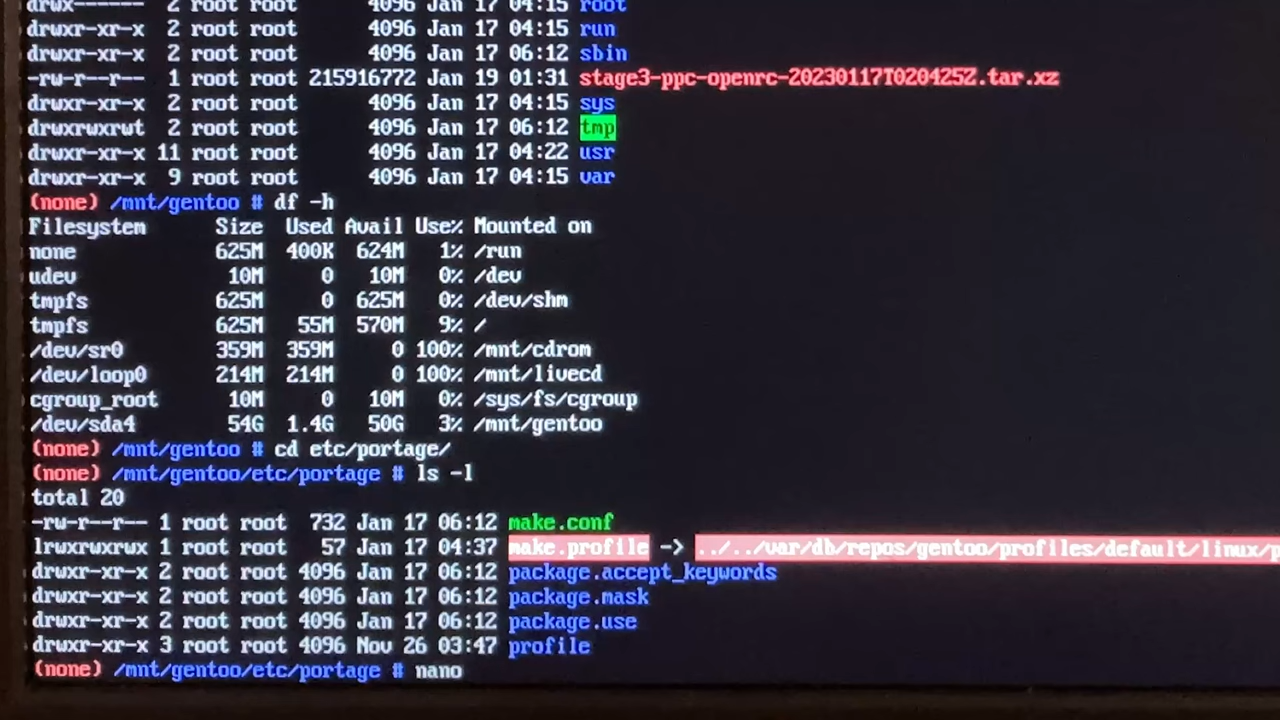 drwx------ 2 root root 4096 Jan 17 04:15 root
drwxr-xr-x 2 root root 4096 Jan 17 04:15 run
drwxr-xr-x 2 root root 4096 Jan 17 06:12 sbin
-rw-r--r-- 1 root root 215916772 Jan 19 01:31 stage3-ppc-openrc-20230117T020425Z.tar.xz
drwxr-xr-x 2 root root 4096 Jan 17 04:15 sys
drwxrwxrwt 2 root root 4096 Jan 17 06:12 tmp
drwxr-xr-x 11 root root 4096 Jan 17 04:22 usr
drwxr-xr-x 9 root root 4096 Jan 17 04:15 var
(none) /mnt/gentoo # df -h
Filesystem Size Used Avail Use% Mounted on
none 625M 400K 624M 1% /run
udev 10M 0 10M 0% /dev
tmpfs 625M 0 625M 0% /dev/shm
tmpfs 625M 55M 570M 9% /
/dev/sr0 359M 359M 0 100% /mnt/cdrom
/dev/loop0 214M 214M 0 100% /mnt/livecd
cgroup_root 10M 0 10M 0% /sys/fs/cgroup
/dev/sda4 54G 1.4G 50G 3% /mnt/gentoo
(none) /mnt/gentoo # cd etc/portage/
(none) /mnt/gentoo/etc/portage # ls -l
total 20
-rw-r--r-- 1 root root 732 Jan 17 06:12 make.conf
lrwxrwxrwx 1 root root 57 Jan 17 04:37 make.profile -> ../../var/db/repos/gentoo/profiles/default/linux/p
drwxr-xr-x 2 root root 4096 Jan 17 06:12 package.accept_keywords
drwxr-xr-x 2 root root 4096 Jan 17 06:12 package.mask
drwxr-xr-x 2 root root 4096 Jan 17 06:12 package.use
drwxr-xr-x 3 root root 4096 Nov 26 03:47 profile
(none) /mnt/gentoo/etc/portage # nano